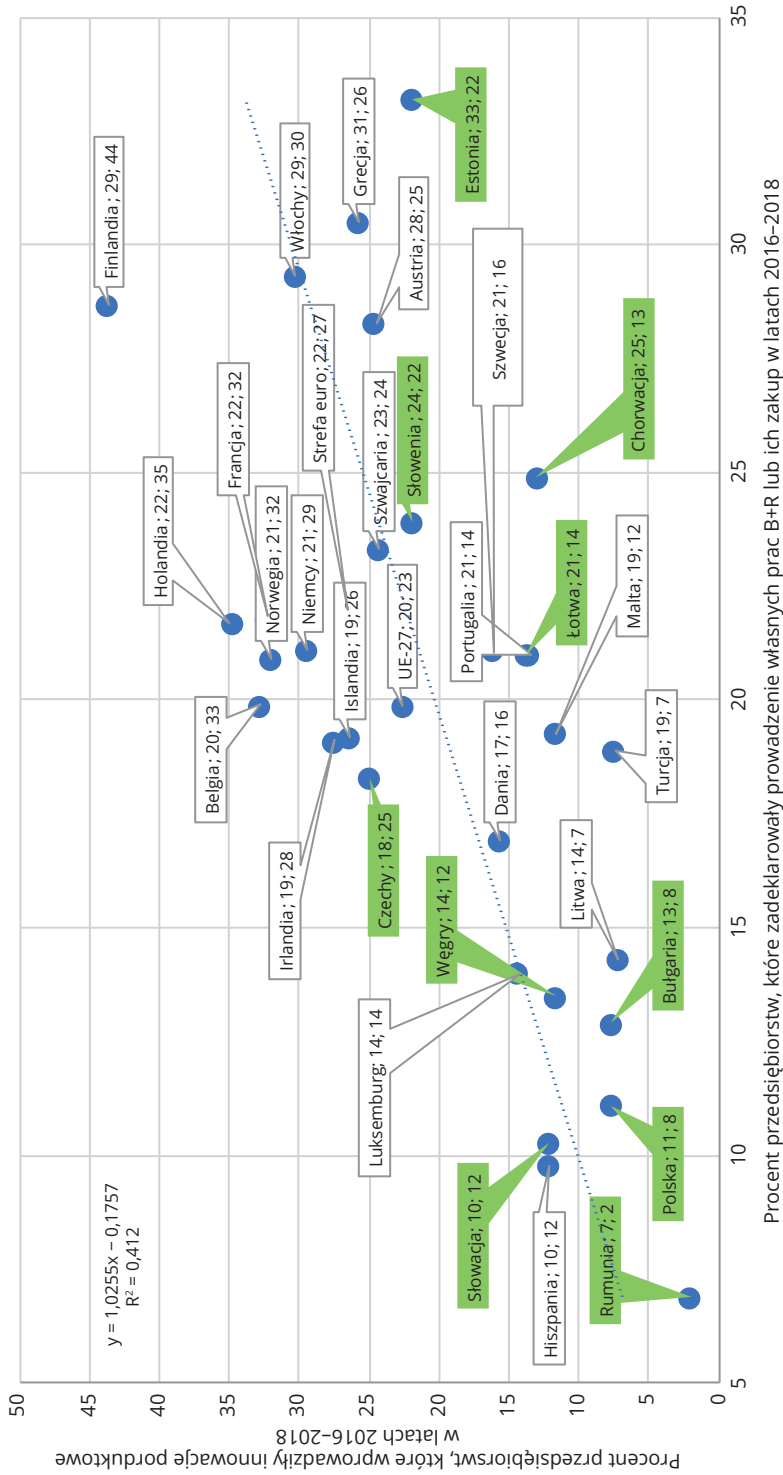 Procent przedsiębiorswt, które wprowadziły innowacje porduktowe
w latach 2016–2018
50
45
40
35
30
25
20
15
10
5
0
y = 1,0255x – 0,1757
R² = 0,412
Finlandia; 29; 44
Holandia; 22; 35
Francja; 22; 32
Belgia; 20; 33
Norwegia; 21; 32
Niemcy; 21; 29
Włochy; 29; 30
Strefa euro; 22; 27
Irlandia; 19; 28
Islandia; 19; 26
Grecja; 31; 26
Austria; 28; 25
Szwajcaria; 23; 24
Czechy; 18; 25
UE-27; 20; 23
Słowenia; 24; 22
Estonia; 33; 22
Luksemburg; 14; 14
Węgry; 14; 12
Dania; 17; 16
Portugalia; 21; 14
Szwecja; 21; 16
Słowacja; 10; 12
Hiszpania; 10; 12
Łotwa; 21; 14
Litwa; 14; 7
Malta; 19; 12
Chorwacja; 25; 13
Rumunia; 7; 2
Polska; 11; 8
Bułgaria; 13; 8
Turcja; 19; 7
5
10
15
20
25
30
35
Procent przedsiębiorstw, które zadeklarowały prowadzenie własnych prac B+R lub ich zakup w latach 2016–2018